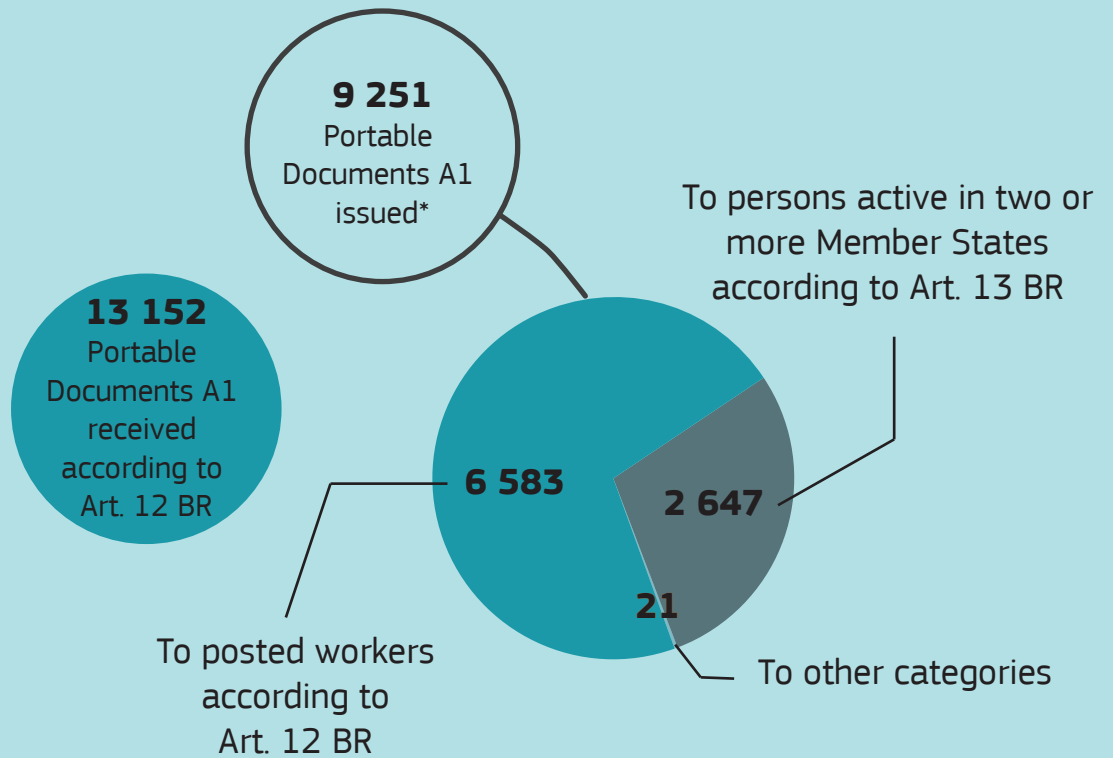 9 251
Portable
Documents A1
issued*
To persons active in two or
more Member States
according to Art. 13 BR
13 152
Portable
Documents A1
received
according to
Art. 12 BR
6 583
2 647
21
To posted workers
according to
Art. 12 BR
To other categories